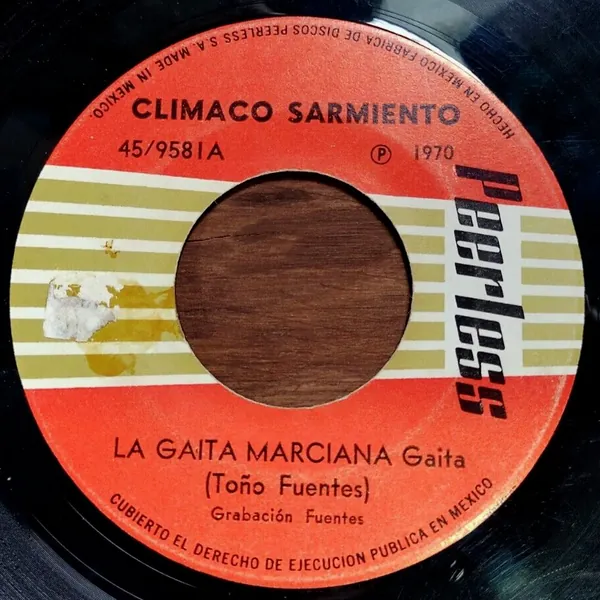 HECHO EN MEXICO FABRICA DE DISCOS PEERLESS S.A. MADE IN MEXICO.
CLIMACO SARMIENTO
45/9581A
Ⓟ 1970
Peerless
LA GAITA MARCIANA Gaita
(Toño Fuentes)
Grabación Fuentes
CUBIERTO EL DERECHO DE EJECUCION PUBLICA EN MEXICO